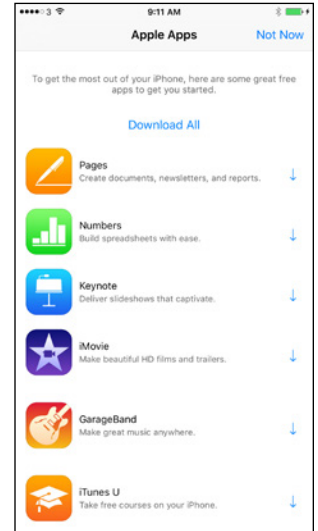 3 9:11 AM
Apple Apps Not Now
To get the most out of your iPhone, here are some great free
apps to get you started.
Download All
Pages
Create documents, newsletters, and reports.
Numbers
Build spreadsheets with ease.
Keynote
Deliver slideshows that captivate.
iMovie
Make beautiful HD films and trailers.
GarageBand
Make great music anywhere.
iTunes U
Take free courses on your iPhone.